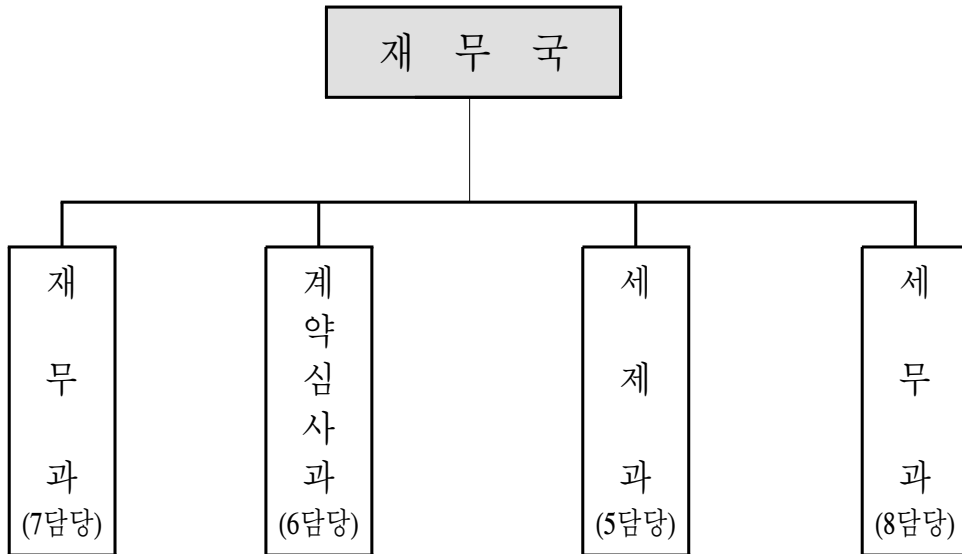 재 무 국
재
무
과
(7담당)
계
약
심
사
과
(6담당)
세
제
과
(5담당)
세
무
과
(8담당)